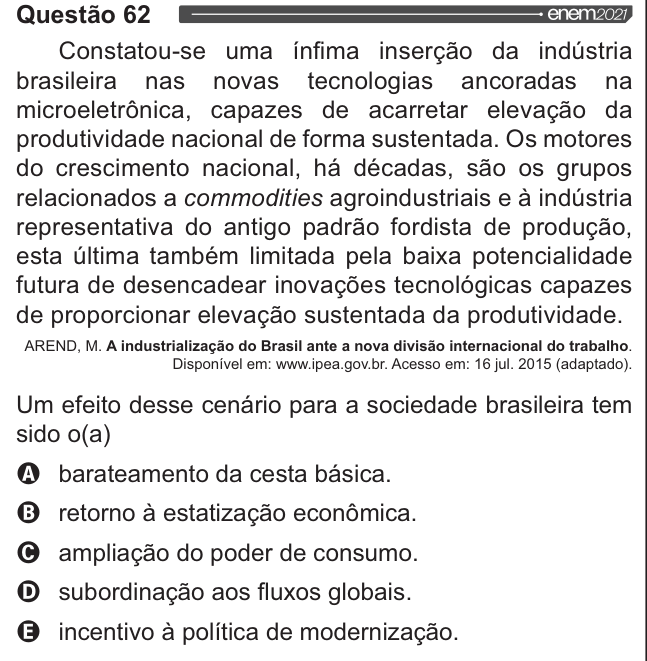 Questão 62 enem2021
Constatou-se uma ínfima inserção da indústria
brasileira nas novas tecnologias ancoradas na
microeletrônica, capazes de acarretar elevação da
produtividade nacional de forma sustentada. Os motores
do crescimento nacional, há décadas, são os grupos
relacionados a commodities agroindustriais e à indústria
representativa do antigo padrão fordista de produção,
esta última também limitada pela baixa potencialidade
futura de desencadear inovações tecnológicas capazes
de proporcionar elevação sustentada da produtividade.
AREND, M. A industrialização do Brasil ante a nova divisão internacional do trabalho.
Disponível em: www.ipea.gov.br. Acesso em: 16 jul. 2015 (adaptado).
Um efeito desse cenário para a sociedade brasileira tem
sido o(a)
A barateamento da cesta básica.
B retorno à estatização econômica.
C ampliação do poder de consumo.
D subordinação aos fluxos globais.
E incentivo à política de modernização.